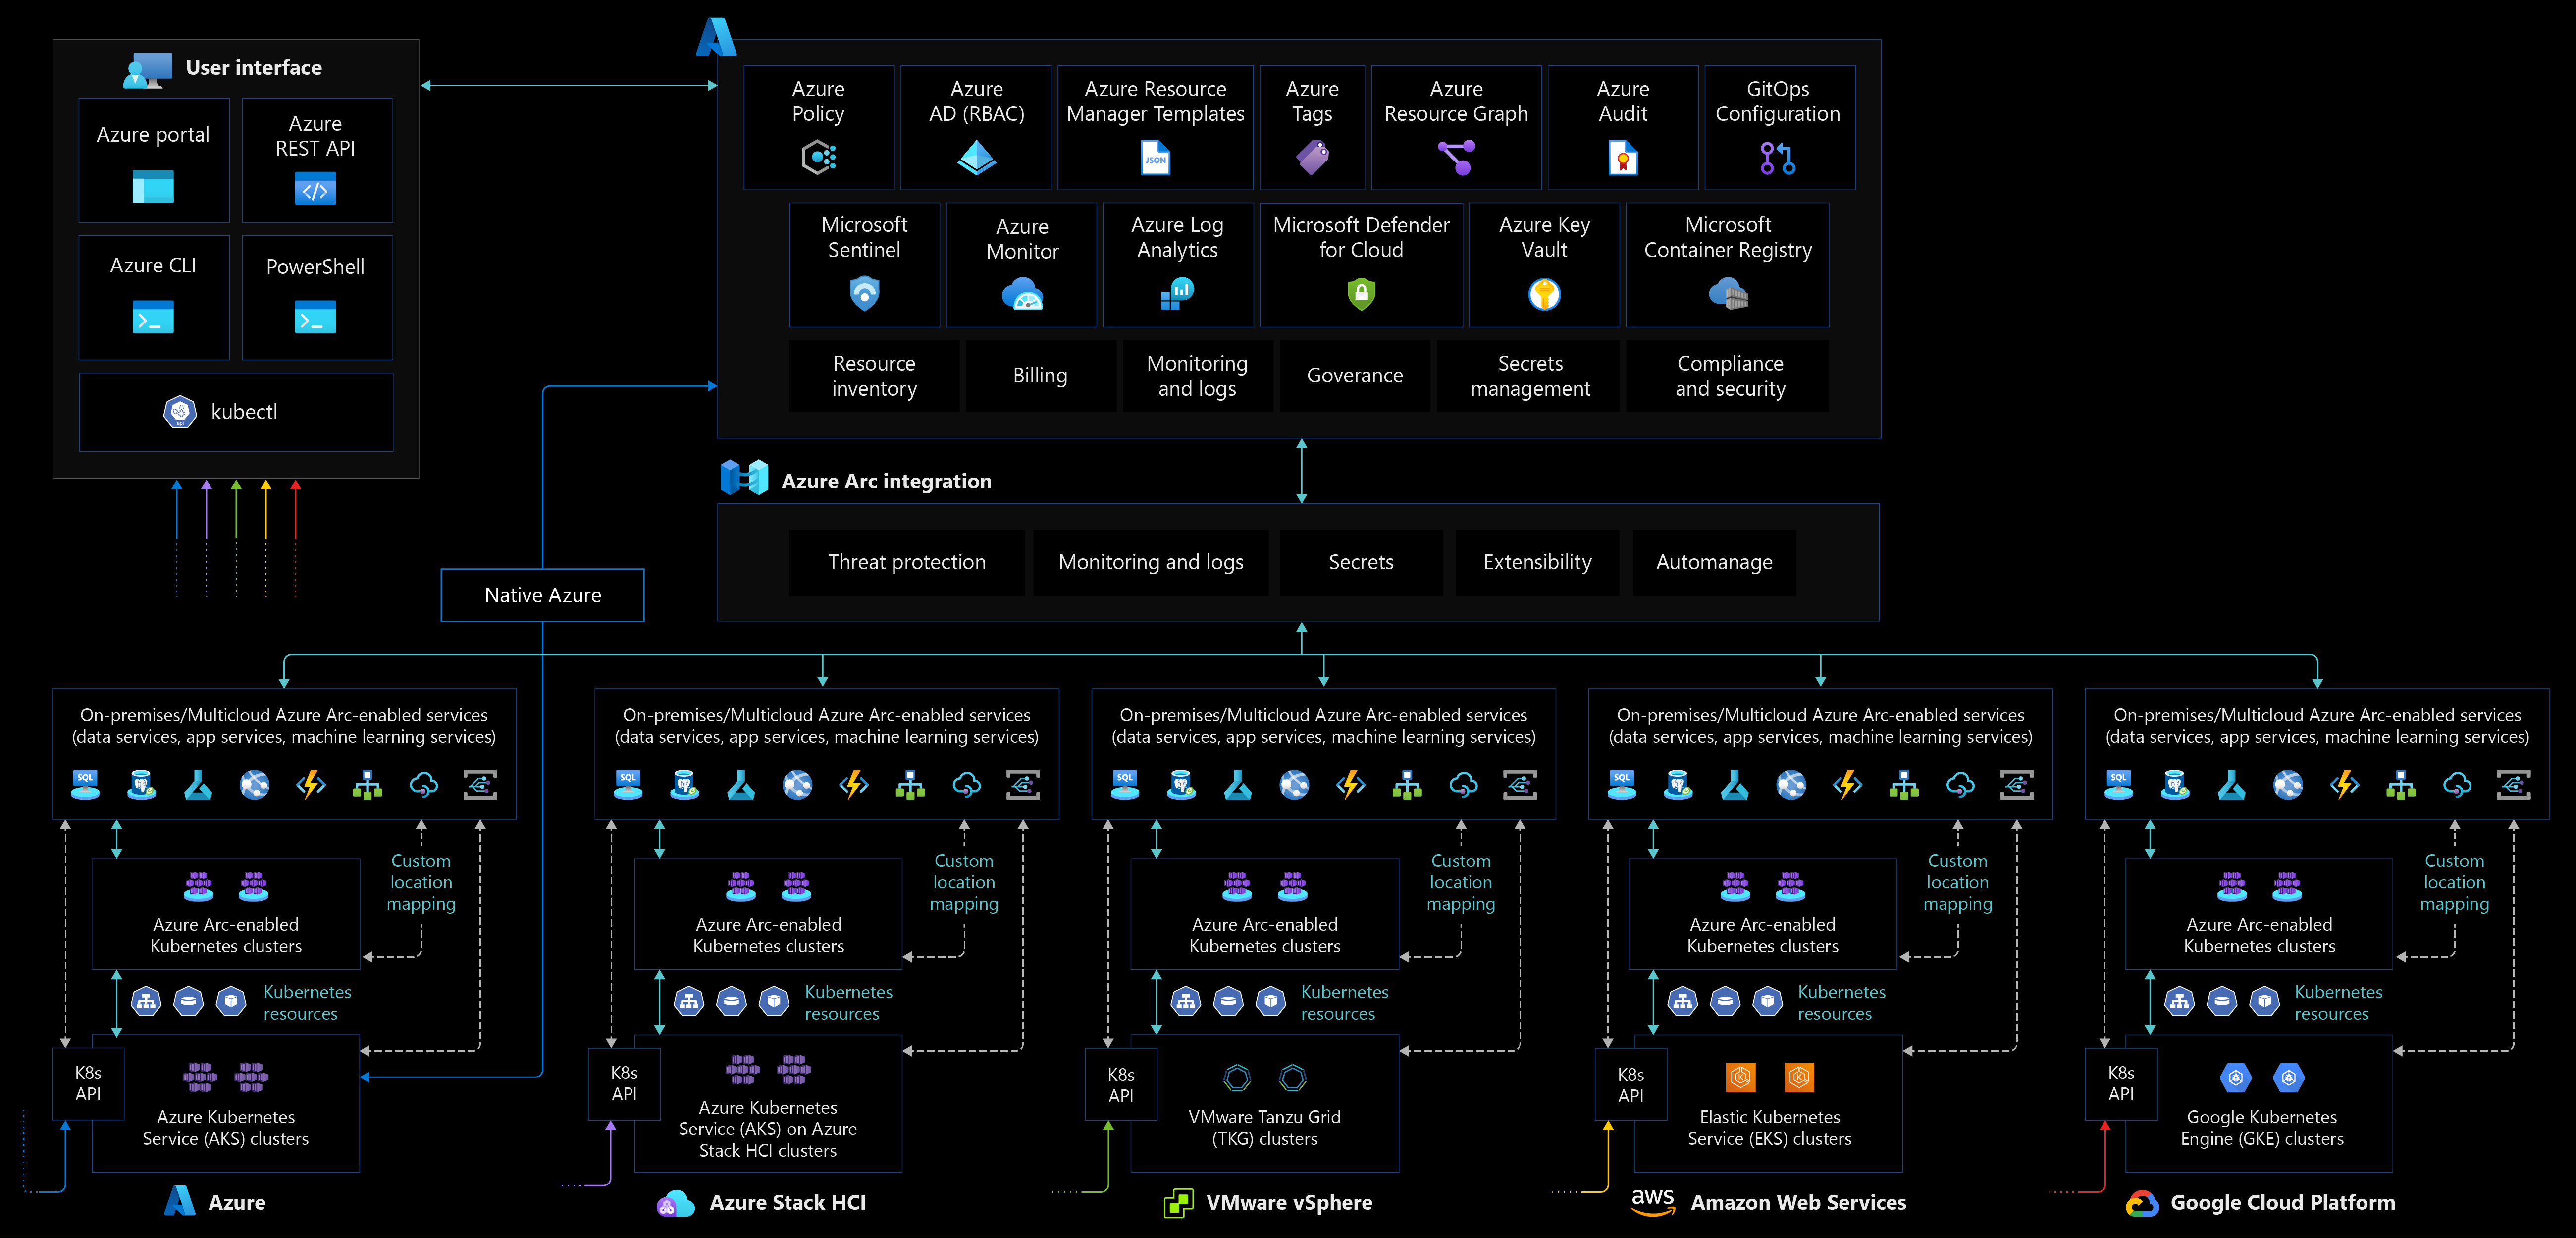 User interface
Azure portal
Azure
REST API
Azure CLI
PowerShell
kubectl
api
Azure
Policy
Azure
AD (RBAC)
Azure Resource
Manager Templates
JSON
Azure
Tags
Azure
Resource Graph
Azure
Audit
GitOps
Configuration
Microsoft
Sentinel
Azure
Monitor
Azure Log
Analytics
Microsoft Defender
for Cloud
Azure Key
Vault
Microsoft
Container Registry
Resource
inventory
Billing
Monitoring
and logs
Goverance
Secrets
management
Compliance
and security
Azure Arc integration
Threat protection
Monitoring and logs
Secrets
Extensibility
Automanage
Native Azure
On-premises/Multicloud Azure Arc-enabled services
(data services, app services, machine learning services)
SQL
Azure Arc-enabled
Kubernetes clusters
Custom
location
mapping
Kubernetes
resources
K8s
API
Azure Kubernetes
Service (AKS) clusters
Azure
On-premises/Multicloud Azure Arc-enabled services
(data services, app services, machine learning services)
SQL
Azure Arc-enabled
Kubernetes clusters
Custom
location
mapping
Kubernetes
resources
K8s
API
Azure Kubernetes
Service (AKS) on Azure
Stack HCI clusters
Azure Stack HCI
On-premises/Multicloud Azure Arc-enabled services
(data services, app services, machine learning services)
SQL
Azure Arc-enabled
Kubernetes clusters
Custom
location
mapping
Kubernetes
resources
K8s
API
VMware Tanzu Grid
(TKG) clusters
VMware vSphere
On-premises/Multicloud Azure Arc-enabled services
(data services, app services, machine learning services)
SQL
Azure Arc-enabled
Kubernetes clusters
Custom
location
mapping
Kubernetes
resources
K8s
API
Elastic Kubernetes
Service (EKS) clusters
aws
Amazon Web Services
On-premises/Multicloud Azure Arc-enabled services
(data services, app services, machine learning services)
SQL
Azure Arc-enabled
Kubernetes clusters
Custom
location
mapping
Kubernetes
resources
K8s
API
Google Kubernetes
Engine (GKE) clusters
Google Cloud Platform